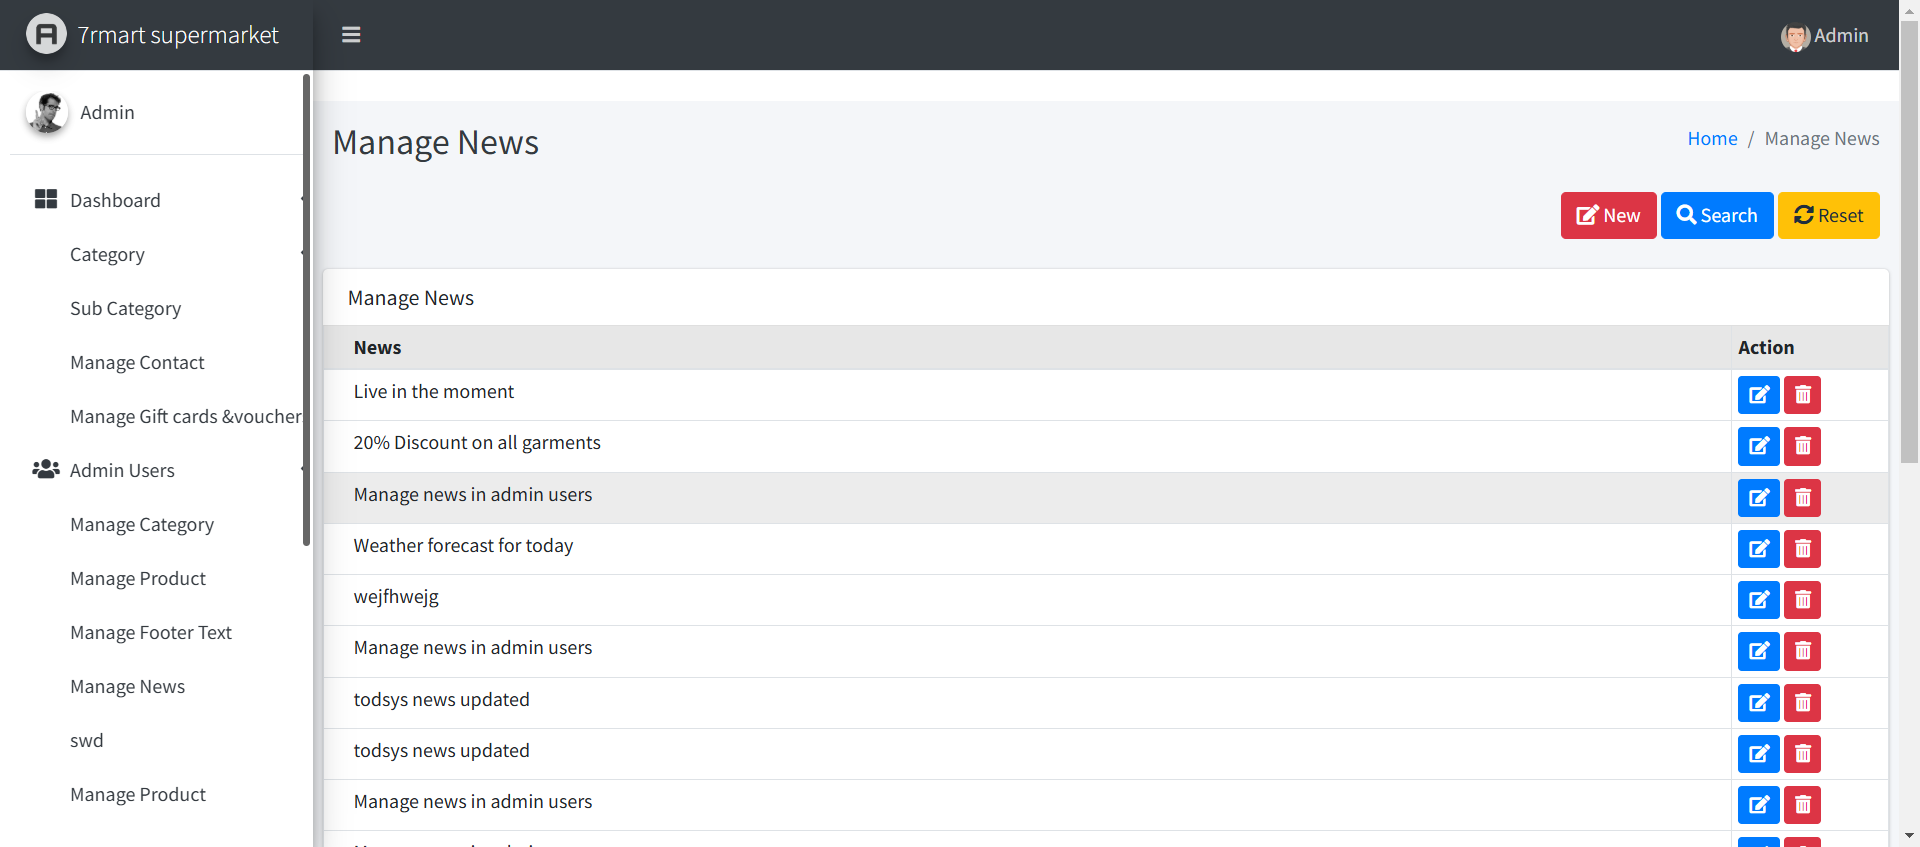 7rmart supermarket
Admin
Admin
Dashboard
Category
Sub Category
Manage Contact
Manage Gift cards &voucher
Admin Users
Manage Category
Manage Product
Manage Footer Text
Manage News
swd
Manage Product
Manage News
Home / Manage News
New Search Reset
Manage News
News Action
Live in the moment
20% Discount on all garments
Manage news in admin users
Weather forecast for today
wejfhwejg
Manage news in admin users
todsys news updated
todsys news updated
Manage news in admin users